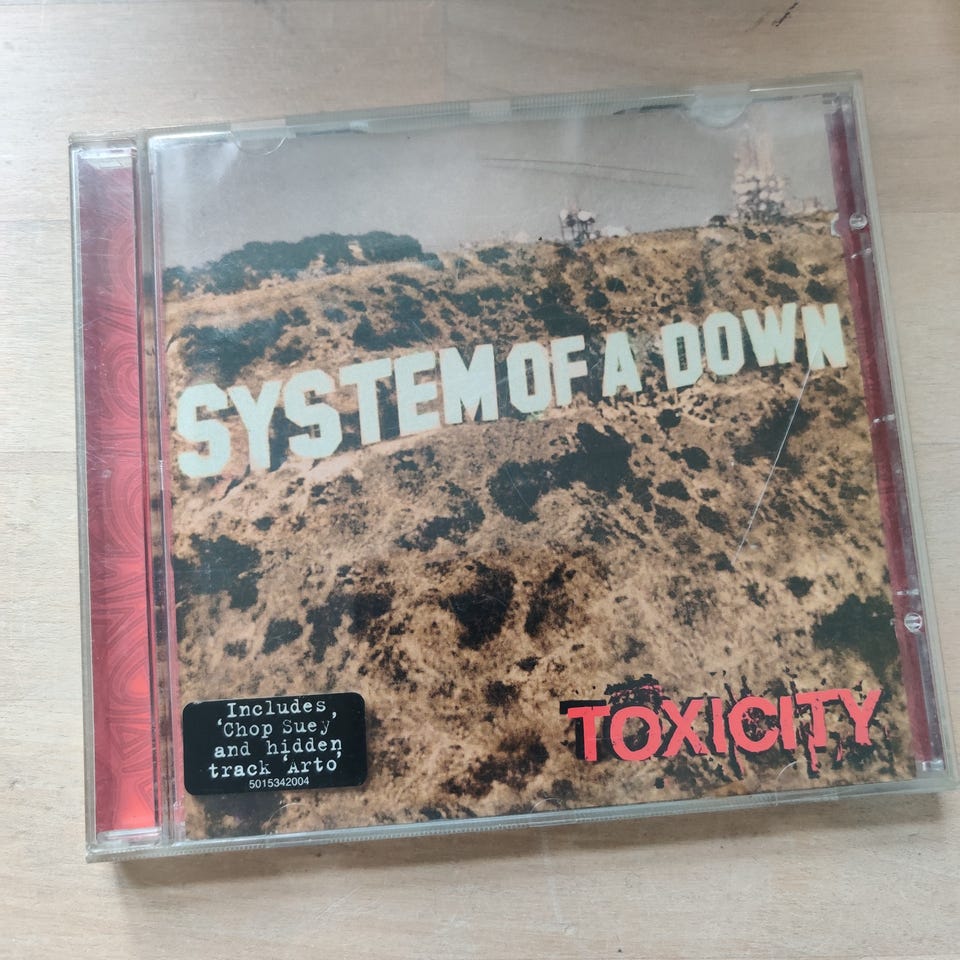 SYSTEM OF A DOWN
TOXICITY
Includes
'Chop Suey'
and hidden
track 'Arto'
5015342004